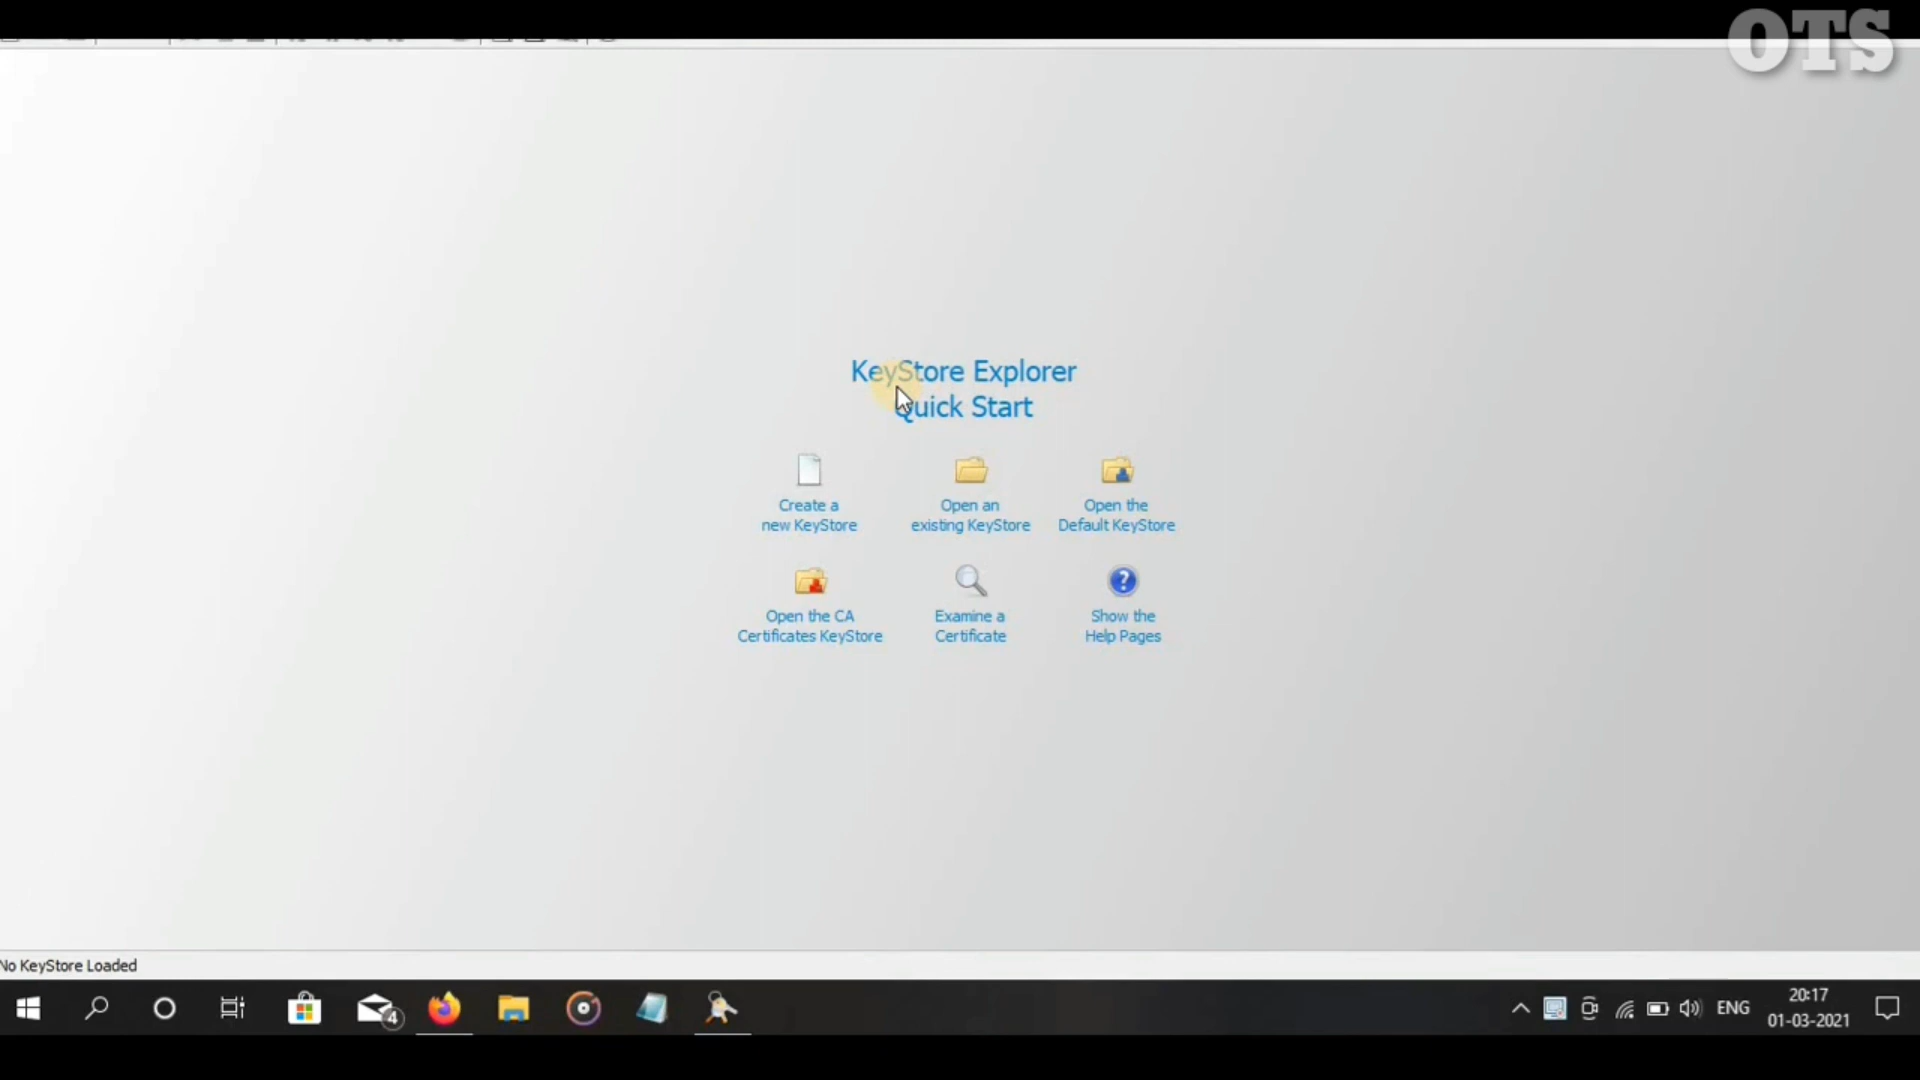 OTS
KeyStore Explorer
Quick Start
Create a
new KeyStore
Open an
existing KeyStore
Open the
Default KeyStore
Open the CA
Certificates KeyStore
Examine a
Certificate
Show the
Help Pages
No KeyStore Loaded
4
ENG
20:17
01-03-2021